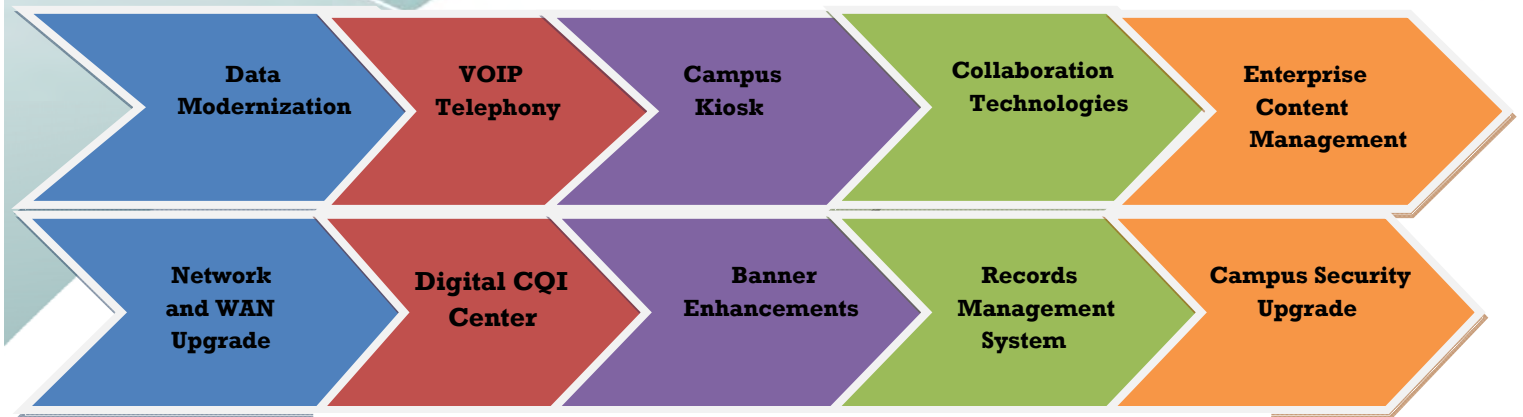 Data
Modernization
VOIP
Telephony
Campus
Kiosk
Collaboration
Technologies
Enterprise
Content
Management
Network
and WAN
Upgrade
Digital CQI
Center
Banner
Enhancements
Records
Management
System
Campus Security
Upgrade